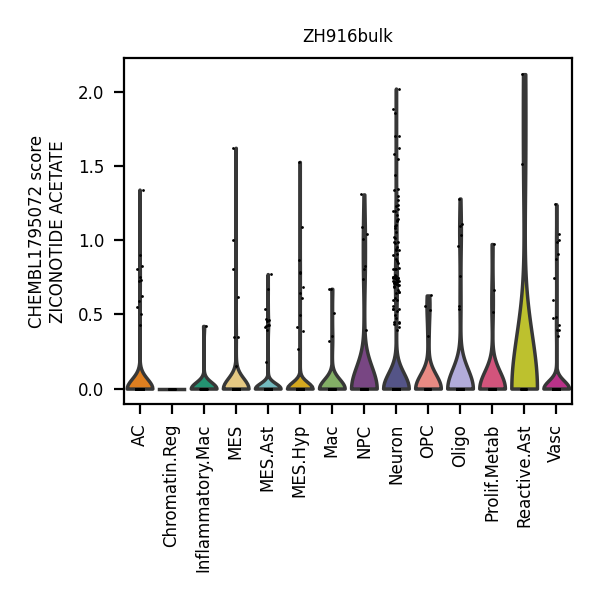 ZH916bulk
CHEMBL1795072 score
ZICONOTIDE ACETATE
2.0
1.5
1.0
0.5
0.0
AC
Chromatin.Reg
Inflammatory.Mac
MES
MES.Ast
MES.Hyp
Mac
NPC
Neuron
OPC
Oligo
Prolif.Metab
Reactive.Ast
Vasc